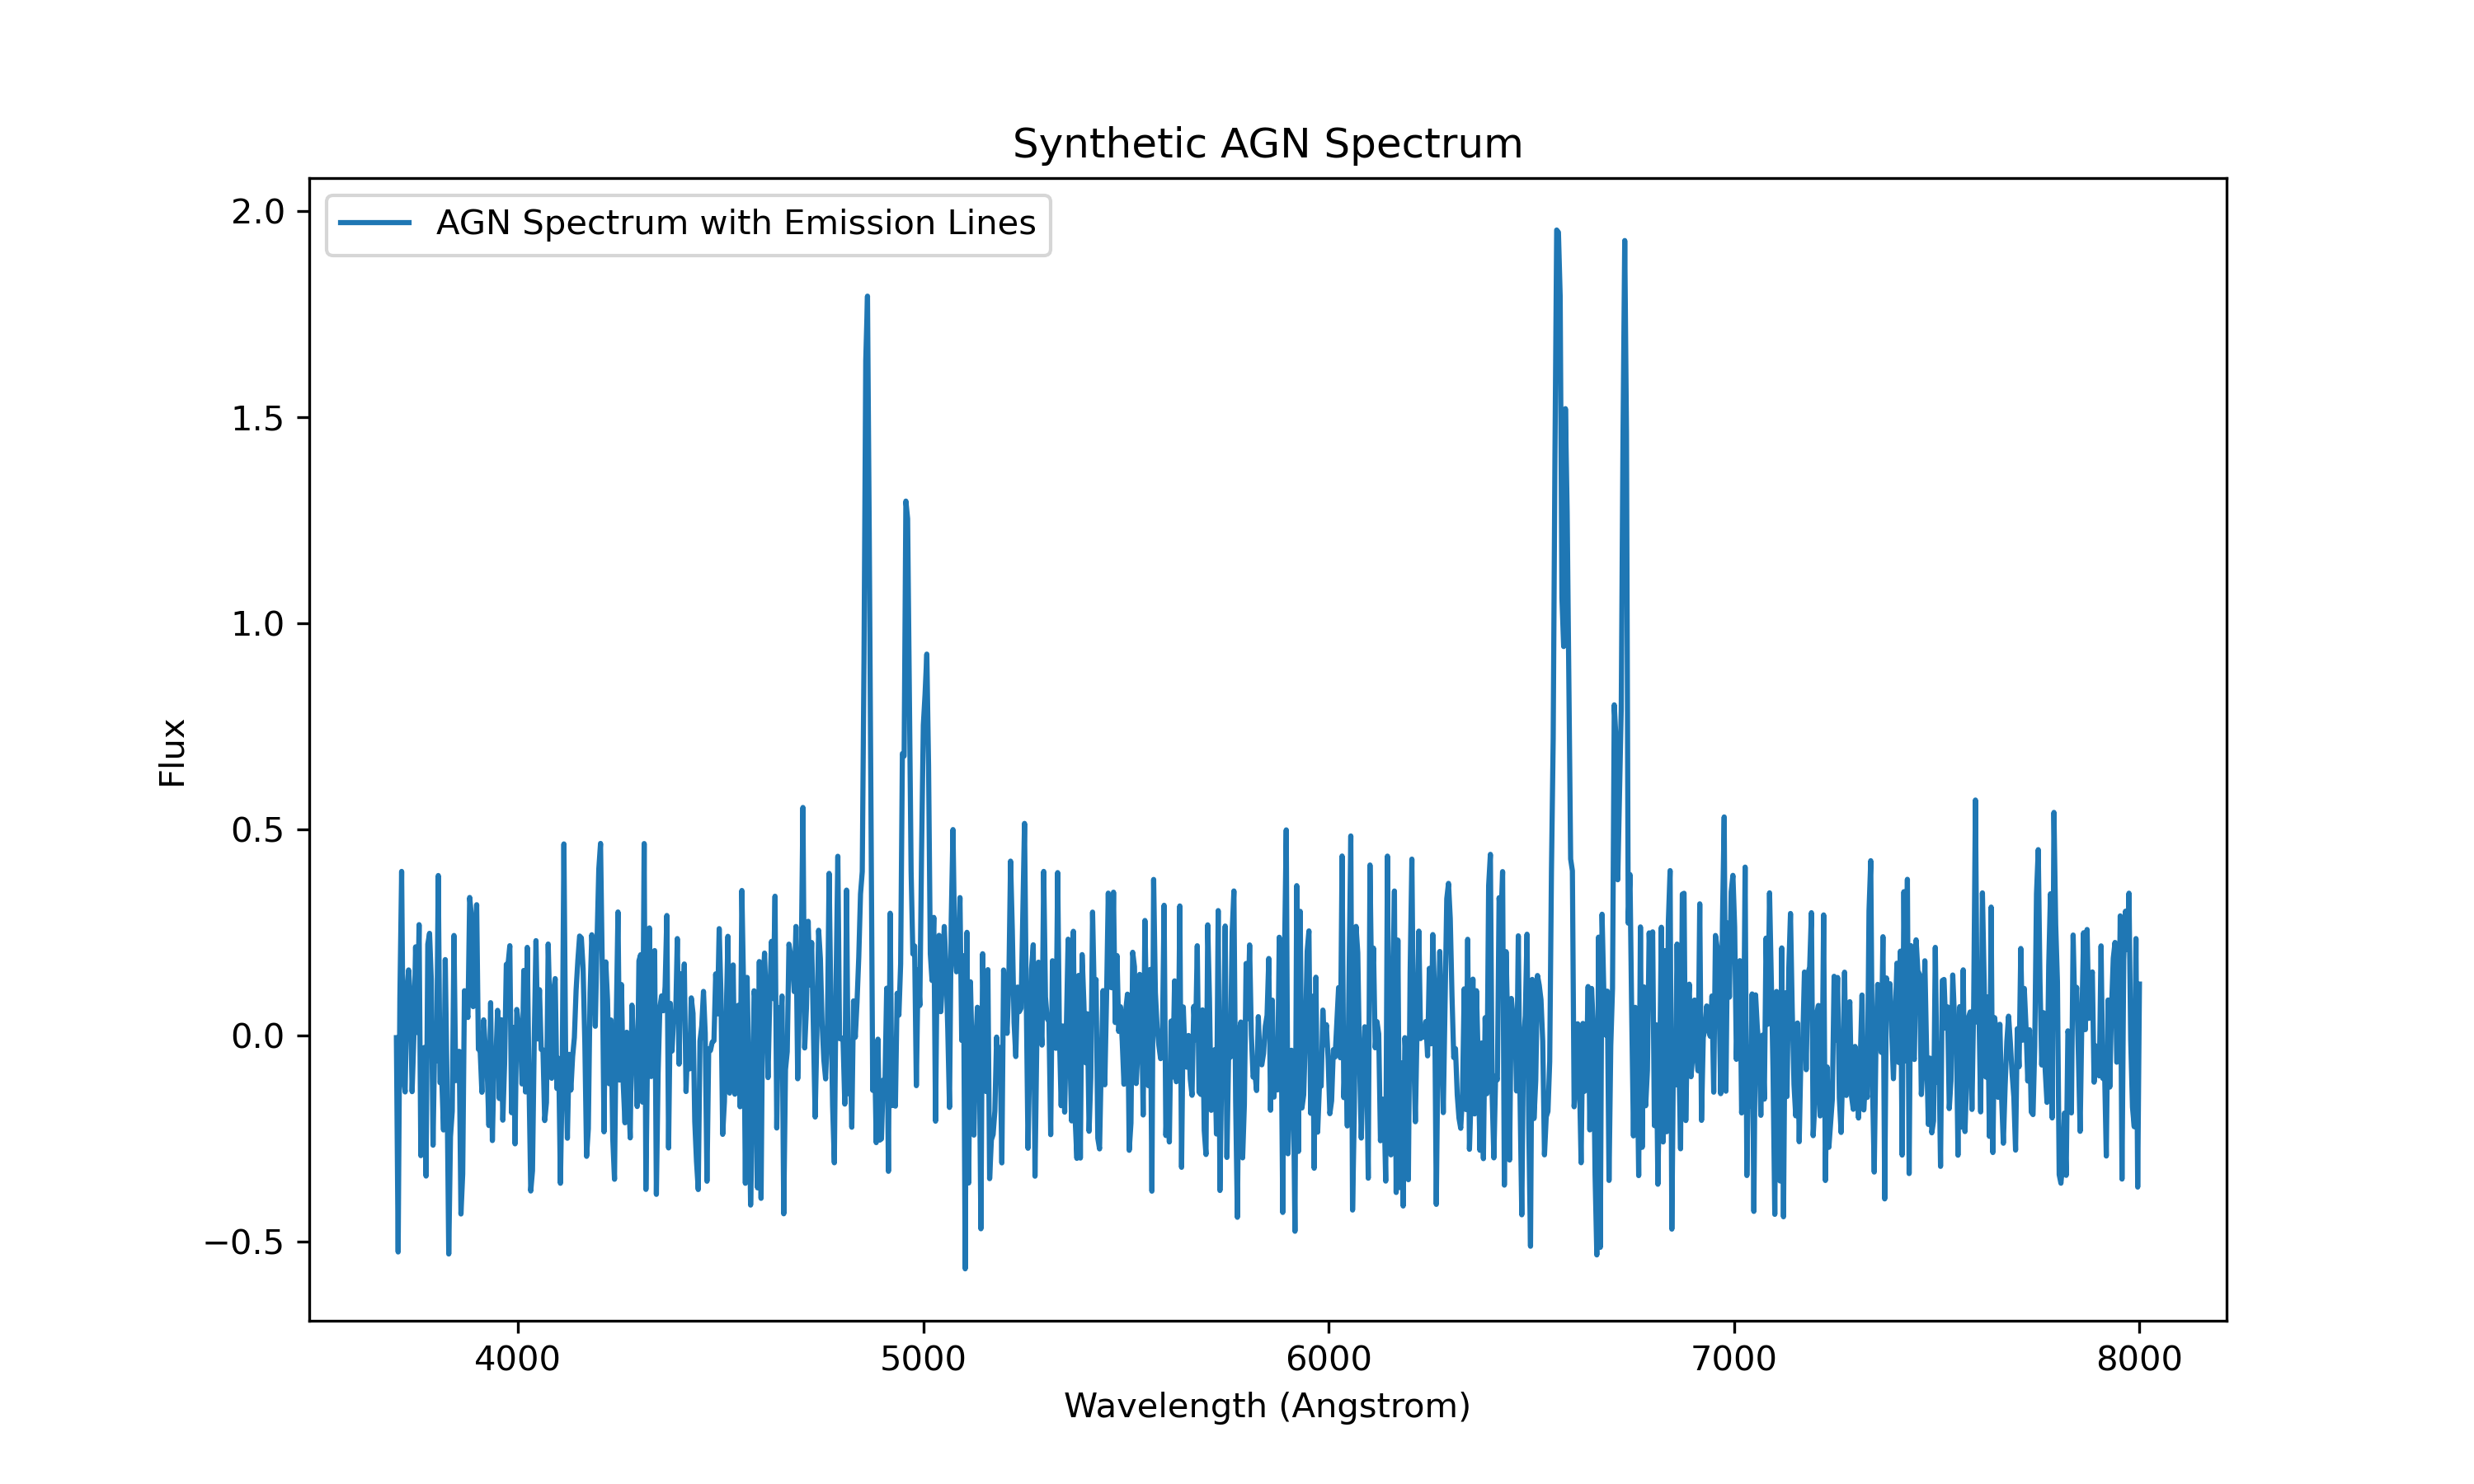 Synthetic AGN Spectrum
AGN Spectrum with Emission Lines
2.0
1.5
1.0
0.5
0.0
−0.5
Flux
4000 5000 6000 7000 8000
Wavelength (Angstrom)